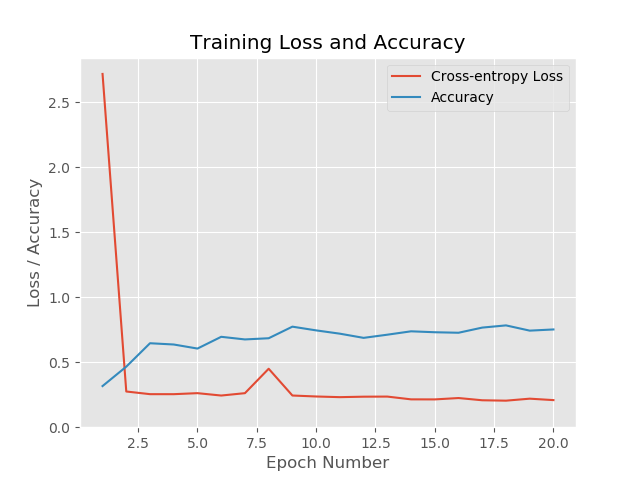 Training Loss and Accuracy
Cross-entropy Loss
Accuracy
Loss / Accuracy
2.5
2.0
1.5
1.0
0.5
0.0
2.5 5.0 7.5 10.0 12.5 15.0 17.5 20.0
Epoch Number